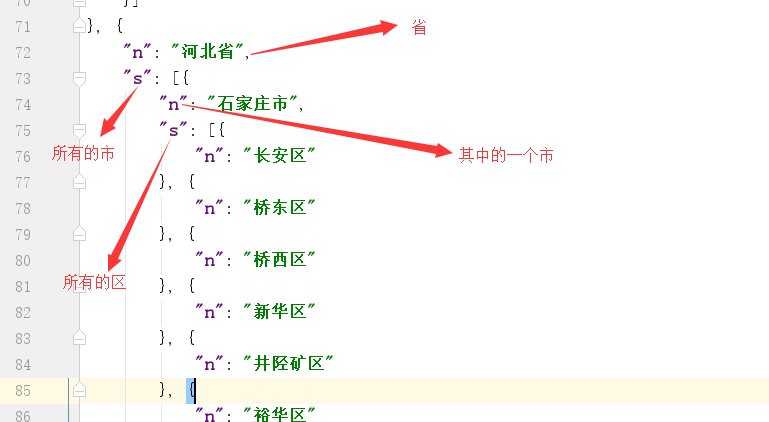 70 }]
71 }, { 省
72 "n": "河北省",
73 "s": [{
74 "n": "石家庄市",
75 "s": [{
所有的市 76 "n": "长安区" 其中的一个市
77 }, {
78 "n": "桥东区"
79 }, {
80 "n": "桥西区"
所有的区
81 }, {
82 "n": "新华区"
83 }, {
84 "n": "井陉矿区"
85 }, {
86 "n": "裕华区"